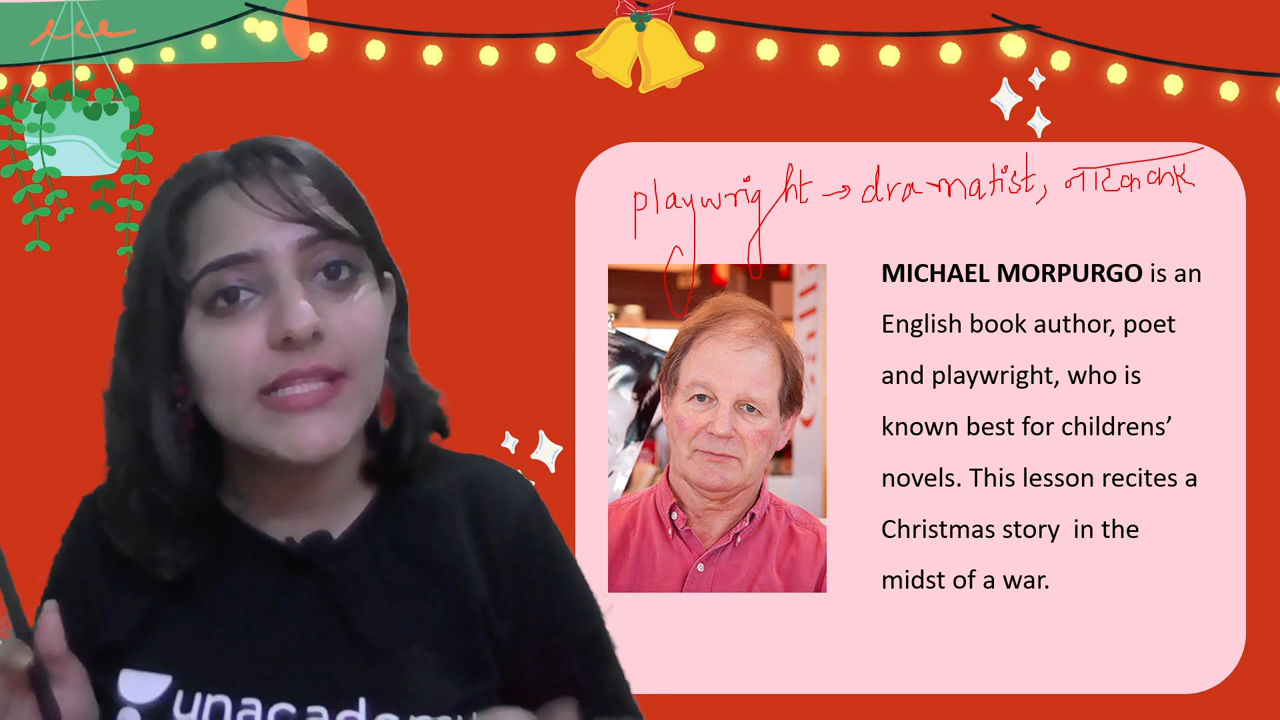 playwright → dramatist, नाटककार
MICHAEL MORPURGO is an
English book author, poet
and playwright, who is
known best for childrens’
novels. This lesson recites a
Christmas story in the
midst of a war.
unacademy